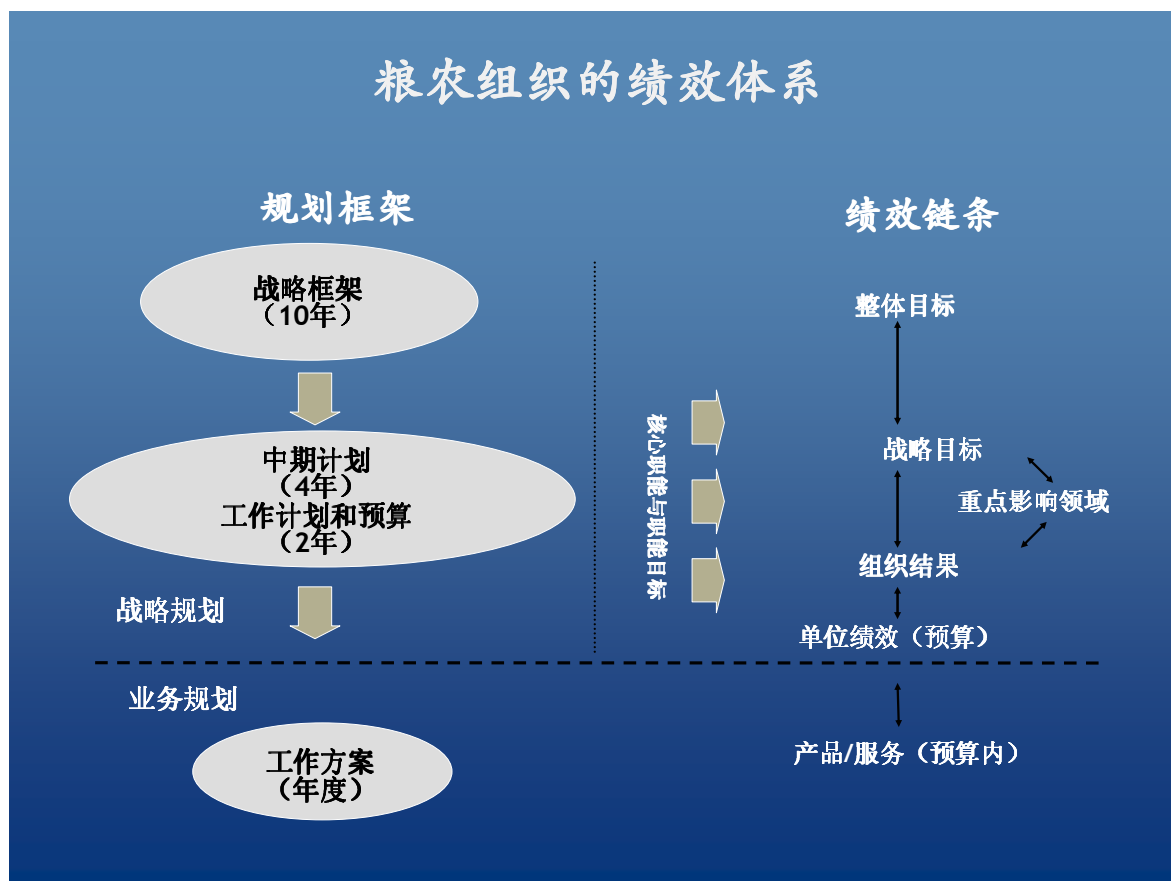 粮农组织的绩效体系
规划框架
战略框架
（10年）
中期计划
（4年）
工作计划和预算
（2年）
战略规划
业务规划
工作方案
（年度）
核心职能与职能目标
绩效链条
整体目标
战略目标
重点影响领域
组织结果
单位绩效（预算）
产品/服务（预算内）